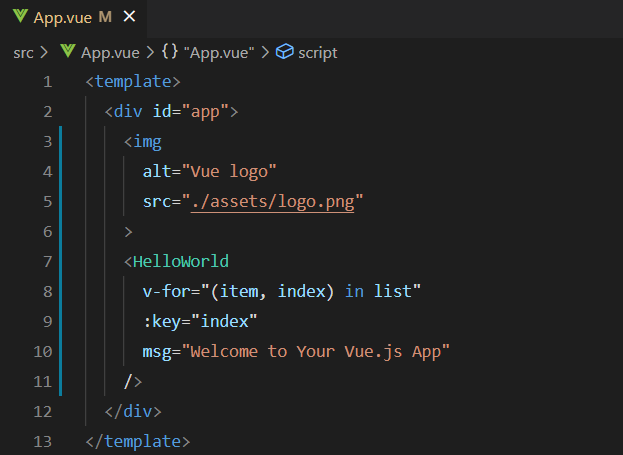 App.vue M
src > App.vue > {} "App.vue" > script
1 <template>
2 <div id="app">
3 <img
4 alt="Vue logo"
5 src="./assets/logo.png"
6 >
7 <HelloWorld
8 v-for="(item, index) in list"
9 :key="index"
10 msg="Welcome to Your Vue.js App"
11 />
12 </div>
13 </template>